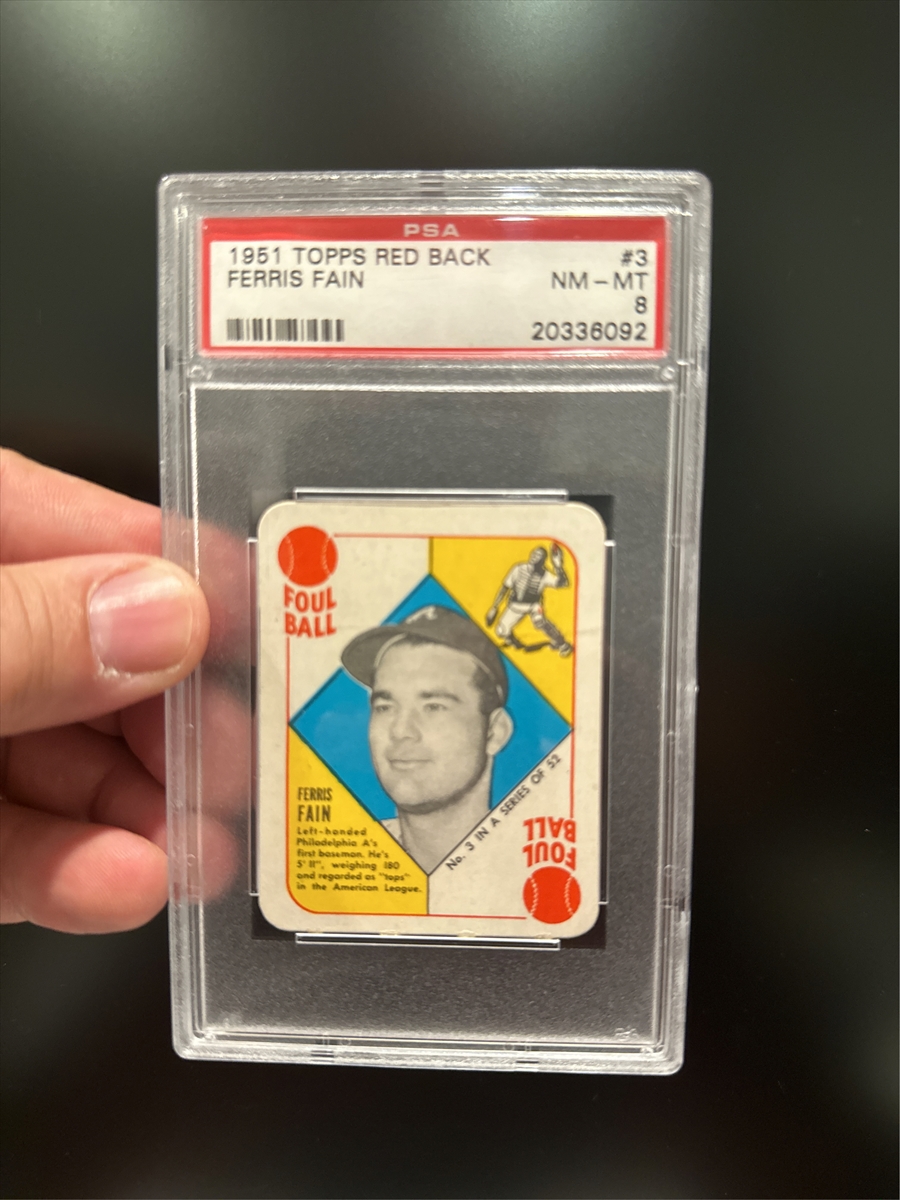 PSA
1951 TOPPS RED BACK #3
FERRIS FAIN NM - MT
8
20336092
FOUL
BALL
A
FERRIS
FAIN
Left-handed
Philadelphia A's
first baseman. He's
5' 11", weighing 180
and regarded as "tops"
in the American League.
No. 3 IN A SERIES OF 52
FOUL
BALL